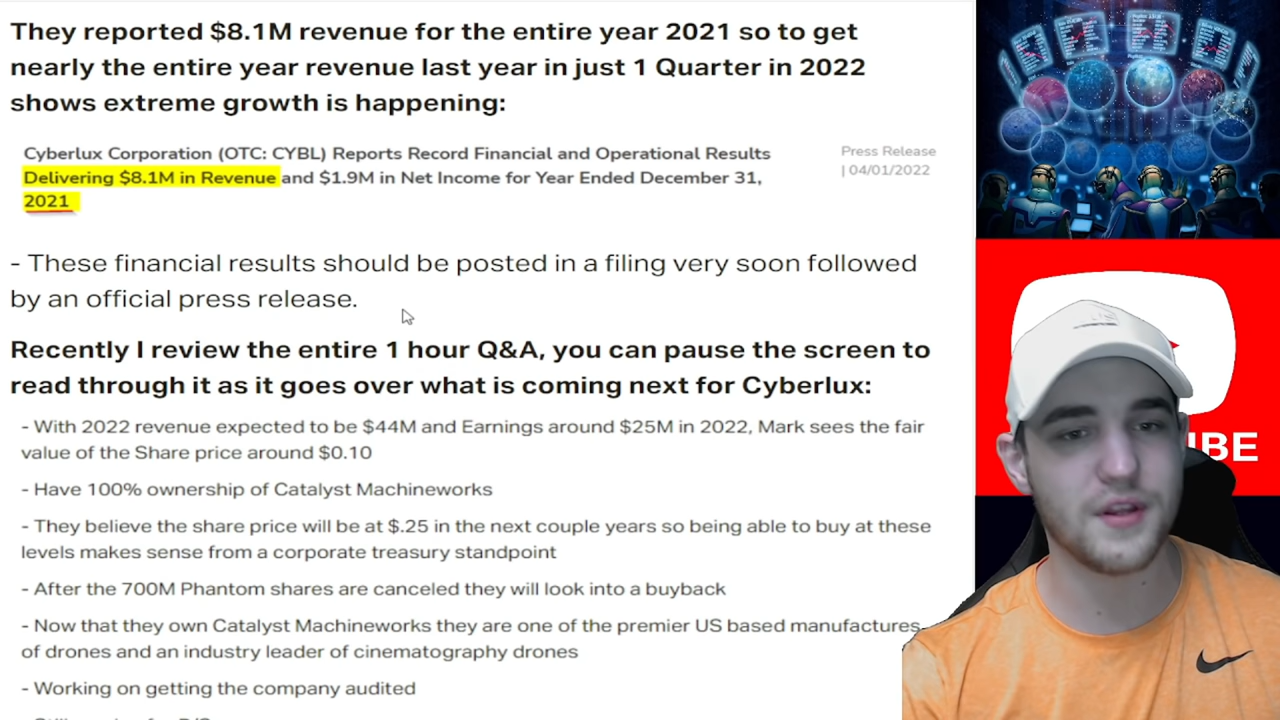 They reported $8.1M revenue for the entire year 2021 so to get
nearly the entire year revenue last year in just 1 Quarter in 2022
shows extreme growth is happening:
Cyberlux Corporation (OTC: CYBL) Reports Record Financial and Operational Results
Delivering $8.1M in Revenue and $1.9M in Net Income for Year Ended December 31,
2021
Press Release
| 04/01/2022
- These financial results should be posted in a filing very soon followed
by an official press release.
Recently I review the entire 1 hour Q&A, you can pause the screen to
read through it as it goes over what is coming next for Cyberlux:
- With 2022 revenue expected to be $44M and Earnings around $25M in 2022, Mark sees the fair
value of the Share price around $0.10
- Have 100% ownership of Catalyst Machineworks
- They believe the share price will be at $.25 in the next couple years so being able to buy at these
levels makes sense from a corporate treasury standpoint
- After the 700M Phantom shares are canceled they will look into a buyback
- Now that they own Catalyst Machineworks they are one of the premier US based manufactures
of drones and an industry leader of cinematography drones
- Working on getting the company audited
IBE